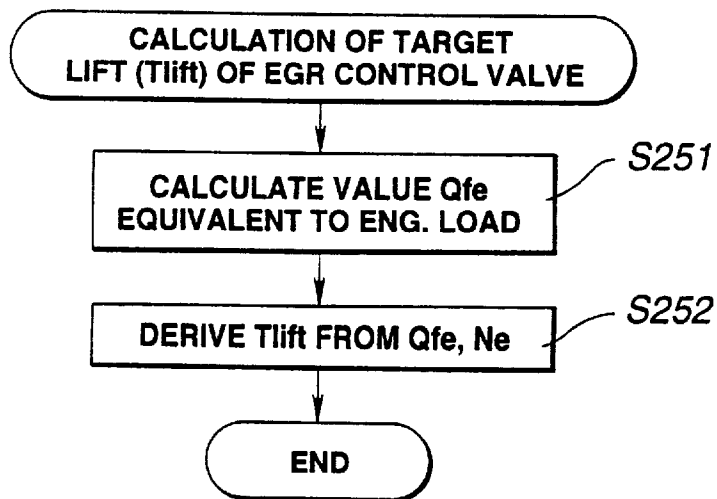 CALCULATION OF TARGET
LIFT (Tlift) OF EGR CONTROL VALVE
S251
CALCULATE VALUE Qfe
EQUIVALENT TO ENG. LOAD
S252
DERIVE Tlift FROM Qfe, Ne
END